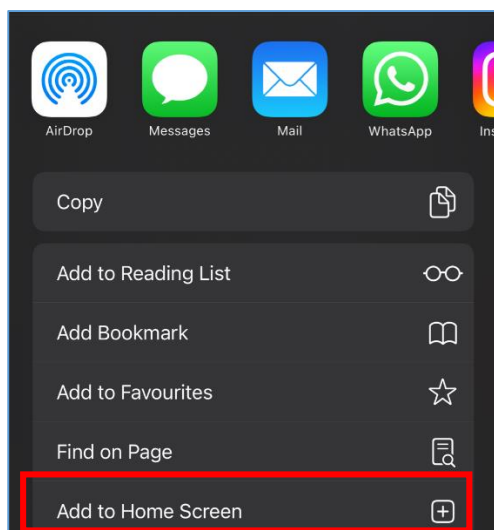 AirDrop Messages Mail WhatsApp Ins
Copy
Add to Reading List
Add Bookmark
Add to Favourites
Find on Page
Add to Home Screen